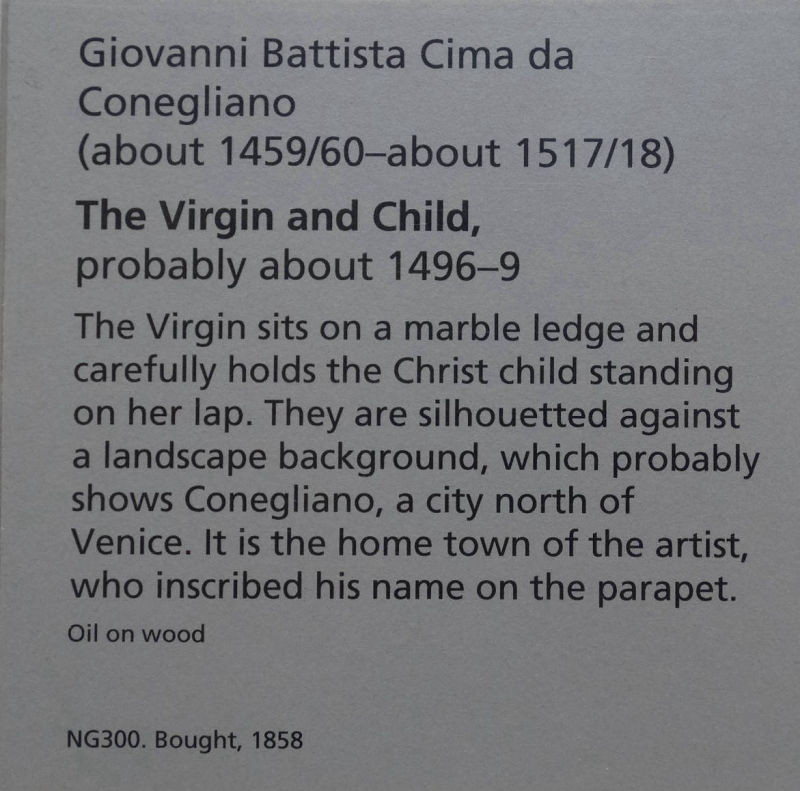 Giovanni Battista Cima da
Conegliano
(about 1459/60–about 1517/18)
The Virgin and Child,
probably about 1496–9
The Virgin sits on a marble ledge and
carefully holds the Christ child standing
on her lap. They are silhouetted against
a landscape background, which probably
shows Conegliano, a city north of
Venice. It is the home town of the artist,
who inscribed his name on the parapet.
Oil on wood
NG300. Bought, 1858